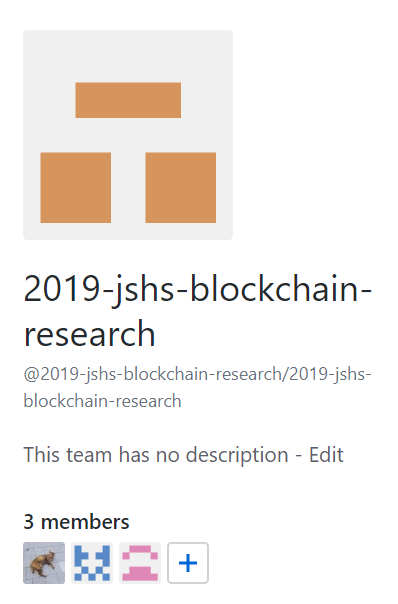 2019-jshs-blockchain-
research
@2019-jshs-blockchain-research/2019-jshs-
blockchain-research
This team has no description - Edit
3 members